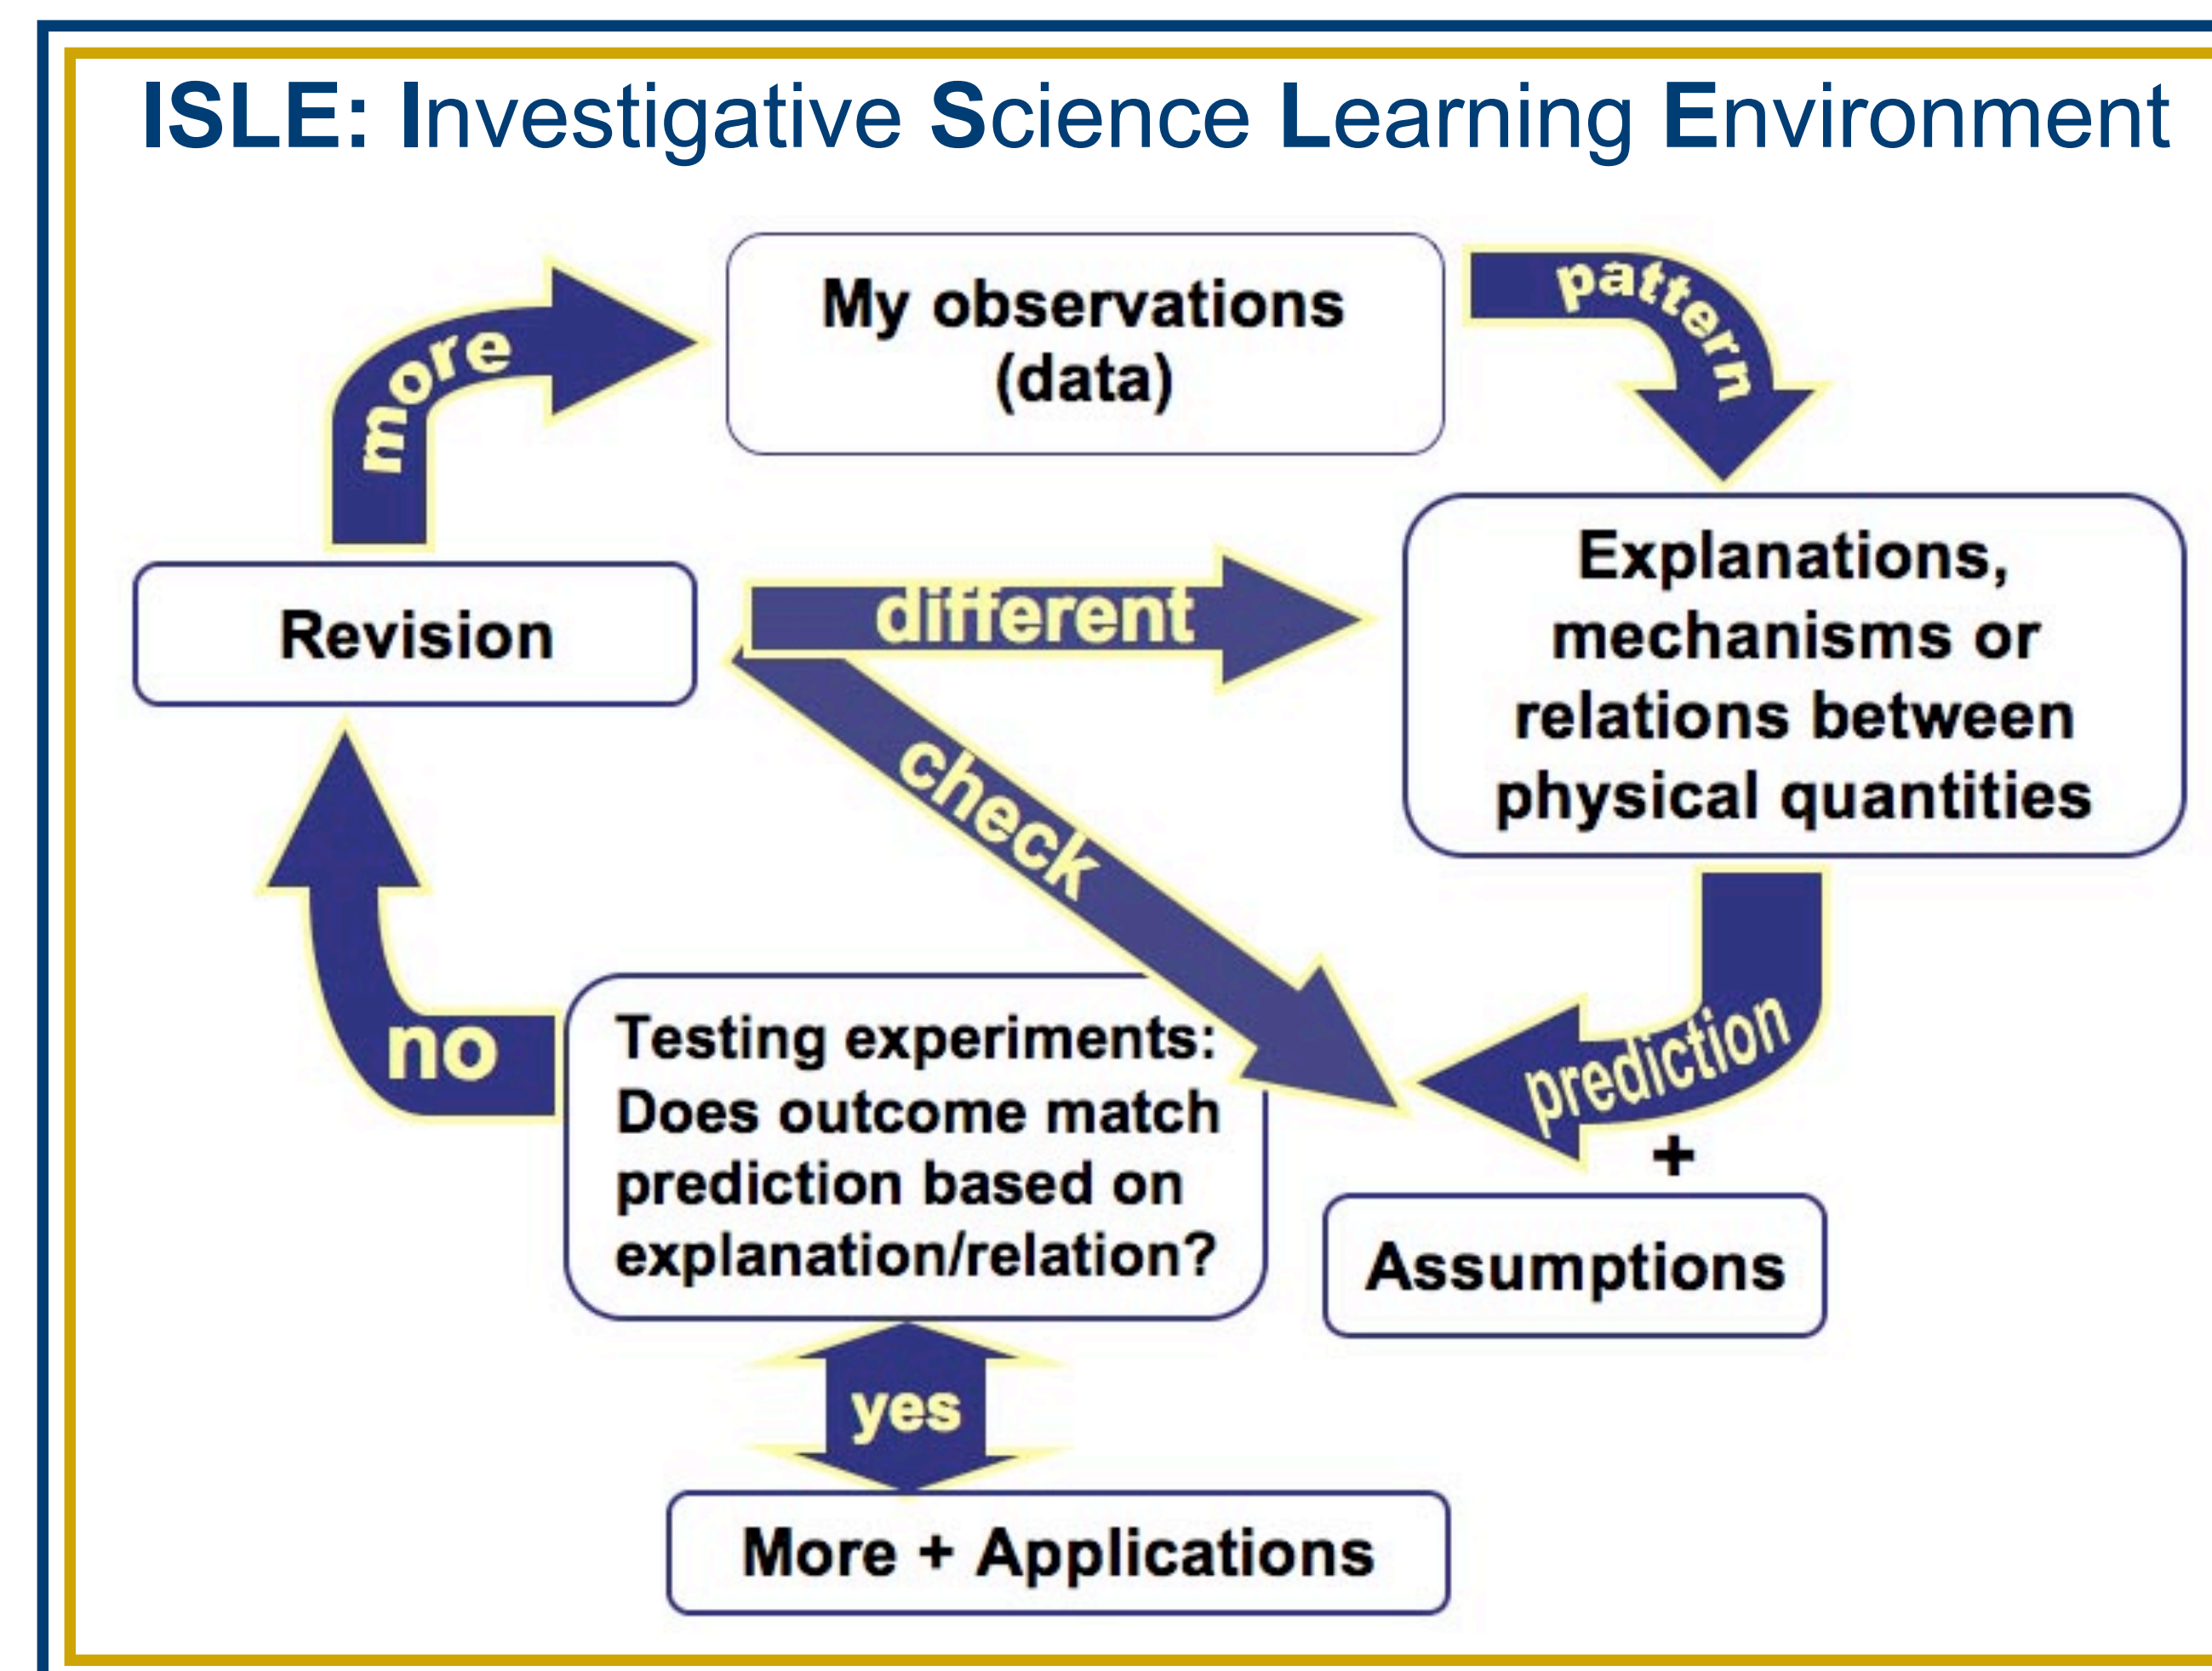 ISLE: Investigative Science Learning Environment
My observations
(data)
pattern
more
Explanations,
mechanisms or
relations between
physical quantities
different
Revision
check
prediction
+
Assumptions
no
Testing experiments:
Does outcome match
prediction based on
explanation/relation?
yes
More + Applications